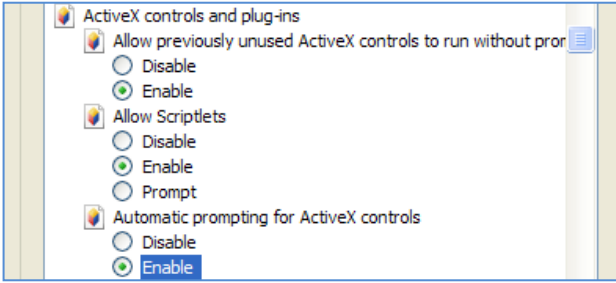 ActiveX controls and plug-ins
Allow previously unused ActiveX controls to run without
Disable
Enable
Allow Scriptlets
Disable
Enable
Prompt
Automatic prompting for ActiveX controls
Disable
Enable